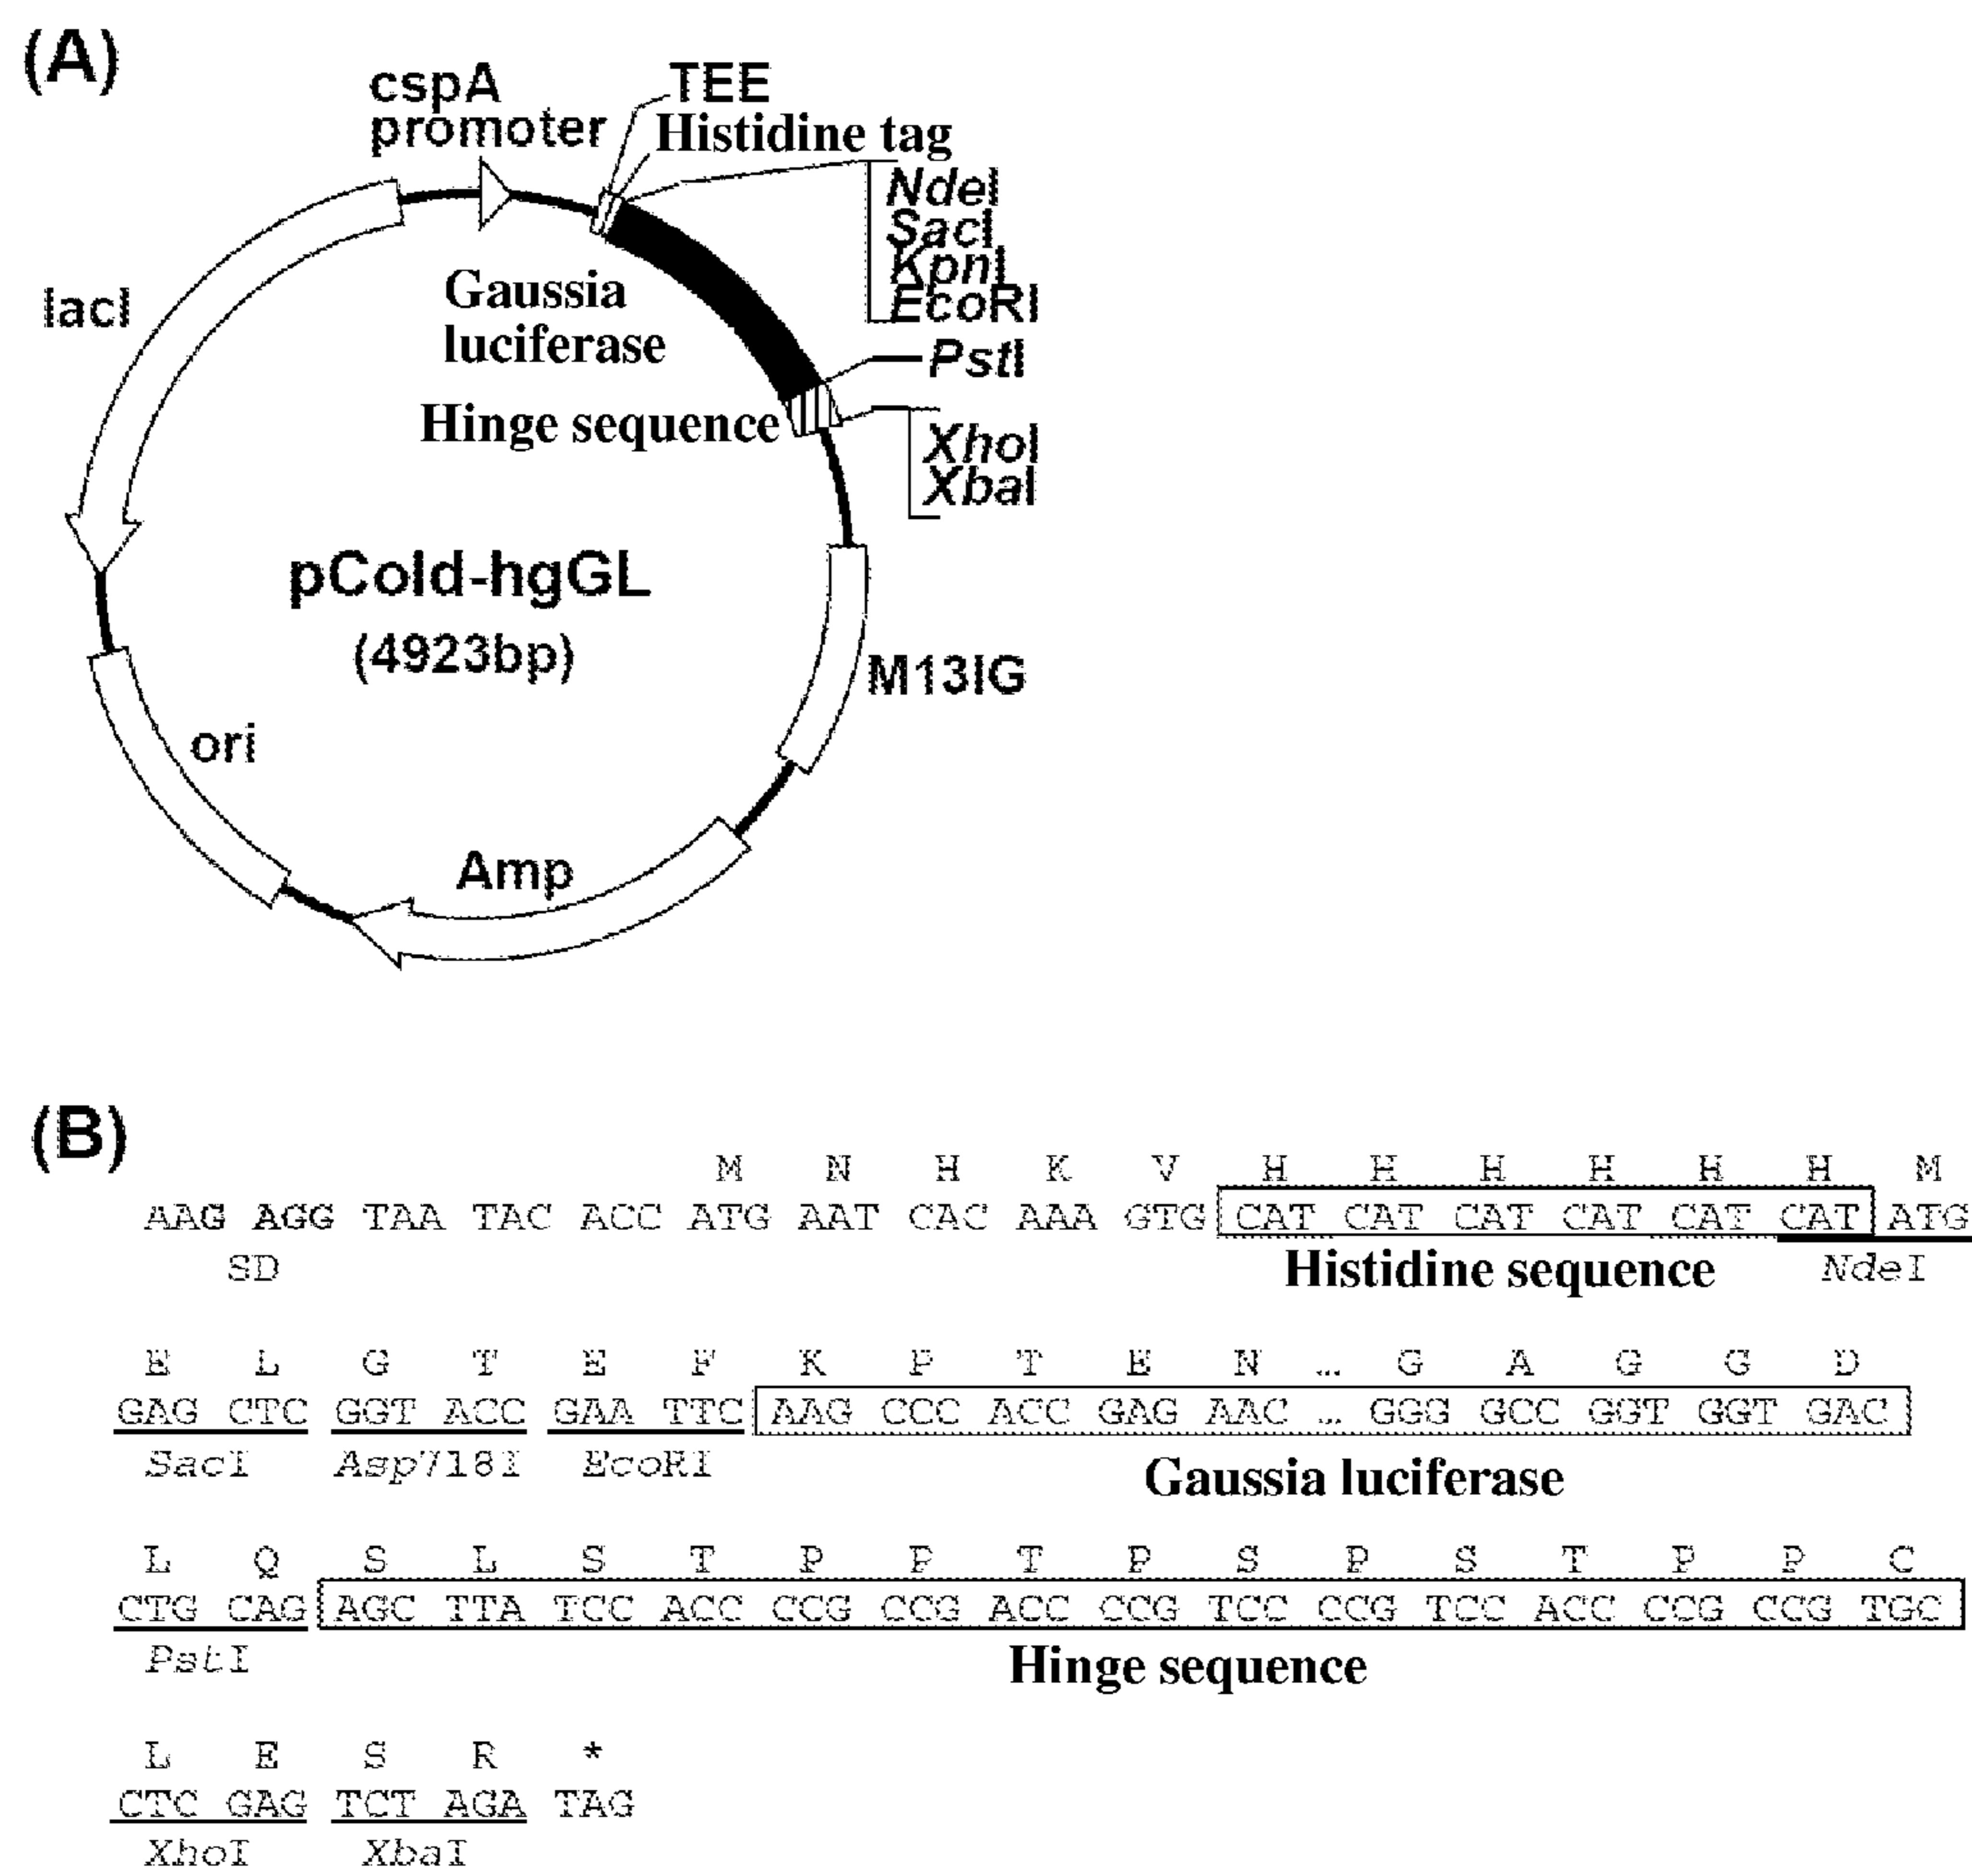 (A)
cspA
promoter
TEE
Histidine tag
NdeI
SacI
KpnI
EcoRI
PstI
XhoI
XbaI
lacI
Gaussia
luciferase
Hinge sequence
pCold-hgGL
(4923bp)
M13IG
ori
Amp
(B)
M N H K V H H H H H H M
AAG AGG TAA TAC ACC ATG AAT CAC AAA GTG CAT CAT CAT CAT CAT CAT ATG
SD Histidine sequence NdeI
E L G T E F K P T E N ... G A G G D
GAG CTC GGT ACC GAA TTC AAG CCC ACC GAG AAC ... GGG GCC GGT GGT GAC
SacI Asp718I EcoRI Gaussia luciferase
L Q S L S T P P T P S P S T P P C
CTG CAG AGC TTA TCC ACC CCG CCG ACC CCG TCC CCG TCC ACC CCG CCG TGC
PstI Hinge sequence
L E S R *
CTC GAG TCT AGA TAG
XhoI XbaI